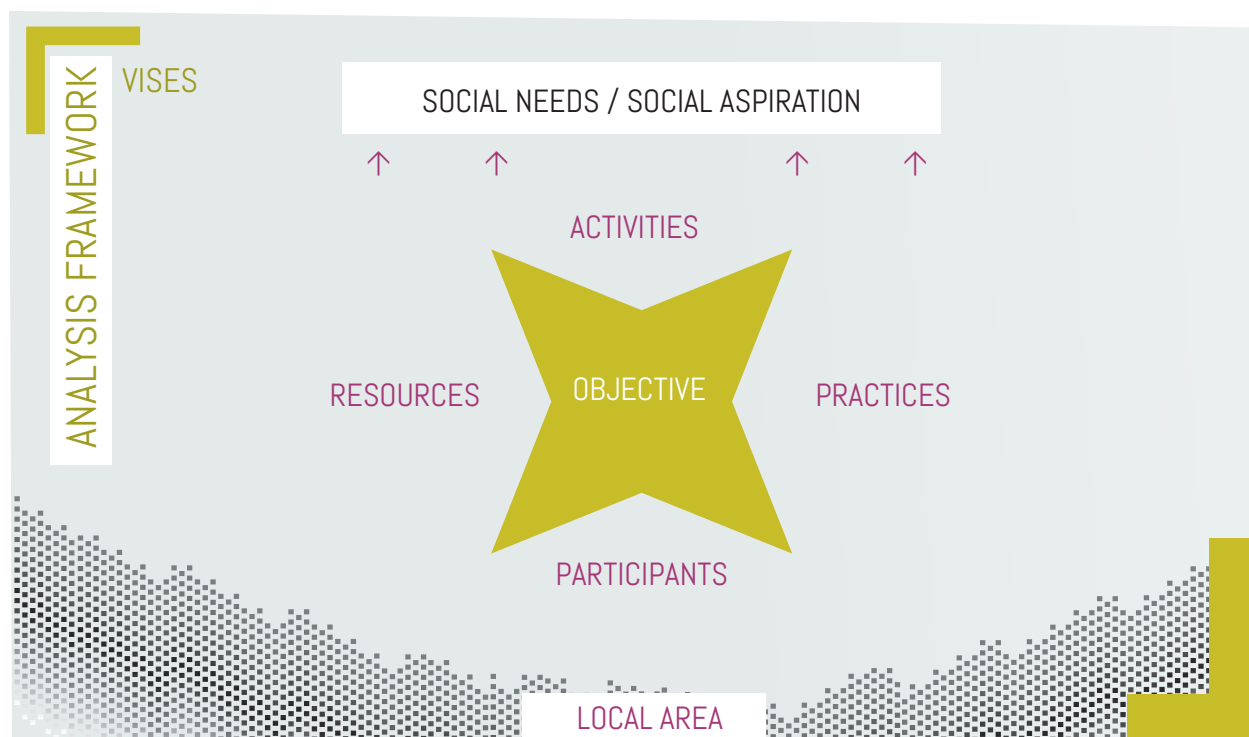 ANALYSIS FRAMEWORK
VISES
SOCIAL NEEDS / SOCIAL ASPIRATION
ACTIVITIES
RESOURCES
OBJECTIVE
PRACTICES
PARTICIPANTS
LOCAL AREA